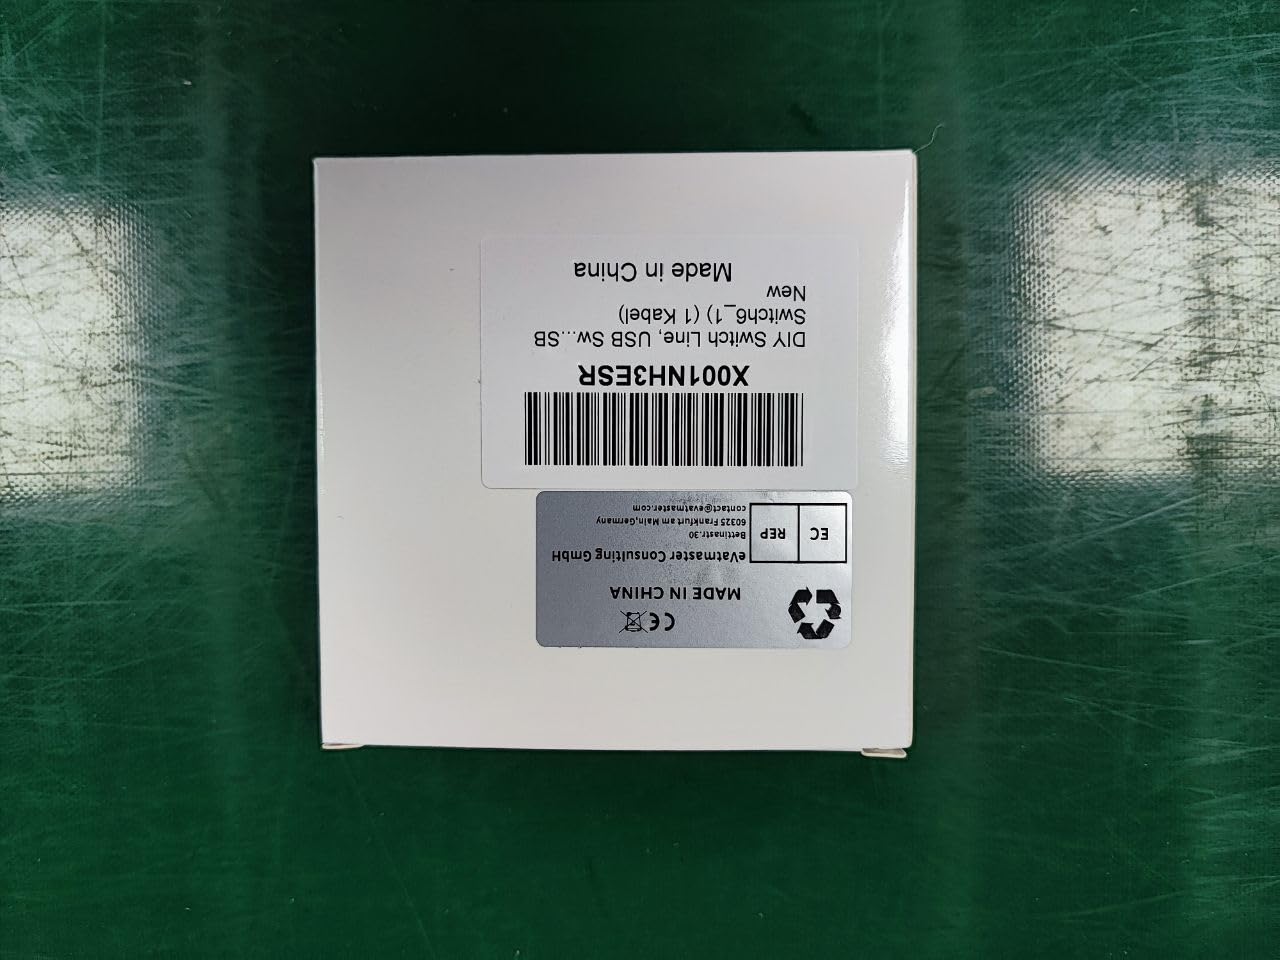 CE
MADE IN CHINA
EC REP
eVatmaster Consulting GmbH
Bettinastr.30
60325 Frankfurt am Main,Germany
contact@evatmaster.com
X001NH3ESR
DIY Switch Line, USB Sw...SB
Switch6_1) (1 Kabel)
New
Made in China